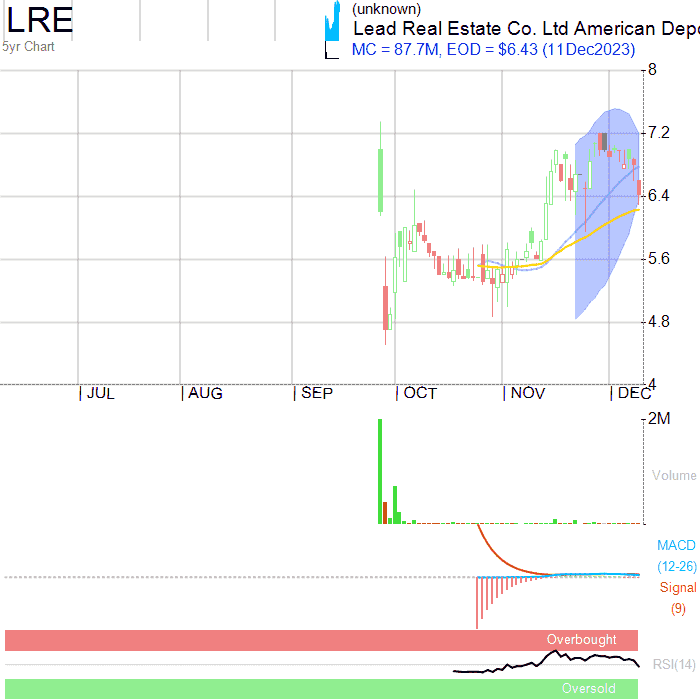 LRE
(unknown)
Lead Real Estate Co. Ltd American Depo
5yr Chart
MC = 87.7M, EOD = $6.43 (11Dec2023)
8
7.2
6.4
5.6
4.8
4
JUL AUG SEP OCT NOV DEC
2M
Volume
MACD
(12-26)
Signal
(9)
Overbought
RSI(14)
Oversold